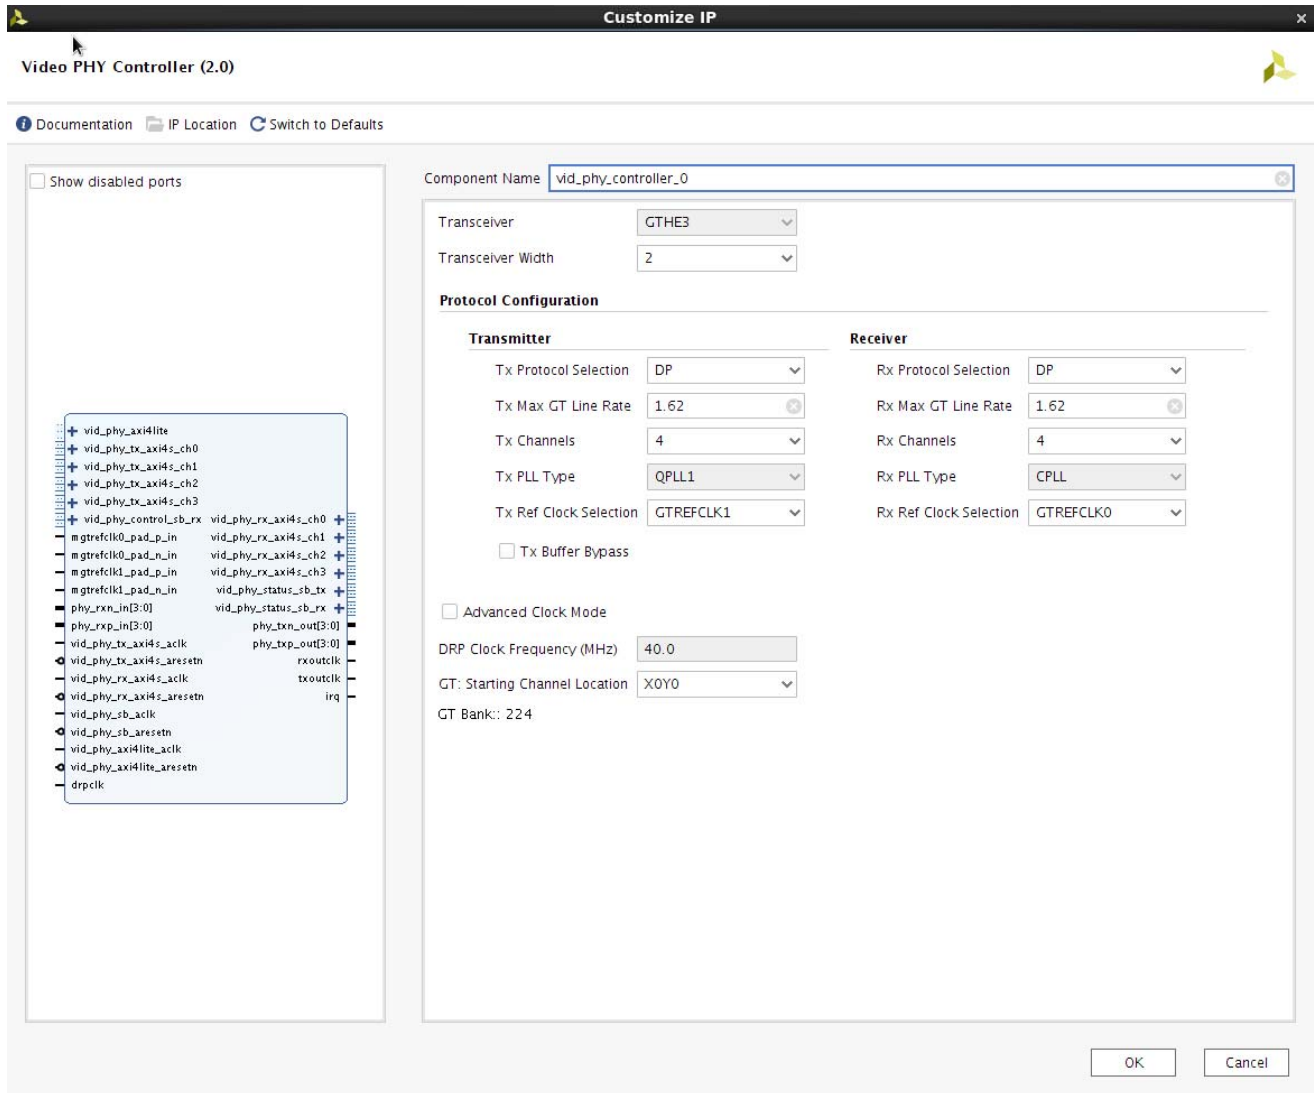 Customize IP
Video PHY Controller (2.0)
Documentation IP Location Switch to Defaults
Show disabled ports
vid_phy_axi4lite
vid_phy_tx_axi4s_ch0
vid_phy_tx_axi4s_ch1
vid_phy_tx_axi4s_ch2
vid_phy_tx_axi4s_ch3
vid_phy_control_sb_rx vid_phy_rx_axi4s_ch0
mgtrefclk0_pad_p_in vid_phy_rx_axi4s_ch1
mgtrefclk0_pad_n_in vid_phy_rx_axi4s_ch2
mgtrefclk1_pad_p_in vid_phy_rx_axi4s_ch3
mgtrefclk1_pad_n_in vid_phy_status_sb_tx
phy_rxn_in[3:0] vid_phy_status_sb_rx
phy_rxp_in[3:0] phy_txn_out[3:0]
vid_phy_tx_axi4s_aclk phy_txp_out[3:0]
vid_phy_tx_axi4s_aresetn rxoutclk
vid_phy_rx_axi4s_aclk txoutclk
vid_phy_rx_axi4s_aresetn irq
vid_phy_sb_aclk
vid_phy_sb_aresetn
vid_phy_axi4lite_aclk
vid_phy_axi4lite_aresetn
drpclk
Component Name vid_phy_controller_0
Transceiver GTHE3
Transceiver Width 2
Protocol Configuration
Transmitter Receiver
Tx Protocol Selection DP Rx Protocol Selection DP
Tx Max GT Line Rate 1.62 Rx Max GT Line Rate 1.62
Tx Channels 4 Rx Channels 4
Tx PLL Type QPLL1 Rx PLL Type CPLL
Tx Ref Clock Selection GTREFCLK1 Rx Ref Clock Selection GTREFCLK0
Tx Buffer Bypass
Advanced Clock Mode
DRP Clock Frequency (MHz) 40.0
GT: Starting Channel Location X0Y0
GT Bank:: 224
OK Cancel